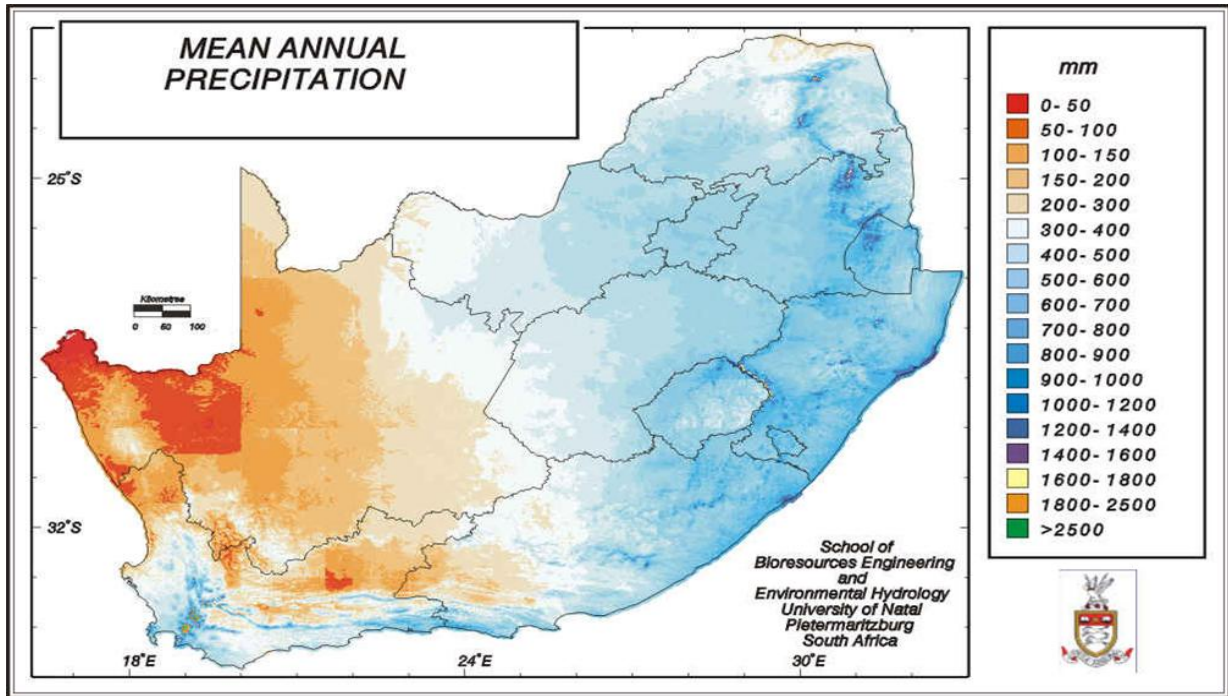 MEAN ANNUAL
PRECIPITATION
mm
0- 50
50- 100
100- 150
150- 200
200- 300
300- 400
400- 500
500- 600
600- 700
700- 800
800- 900
900- 1000
1000- 1200
1200- 1400
1400- 1600
1600- 1800
1800- 2500
>2500
25°S
Kilometres
0 60 100
32°S
School of
Bioresources Engineering
and
Environmental Hydrology
University of Natal
Pietermaritzburg
South Africa
18°E 24°E 30°E